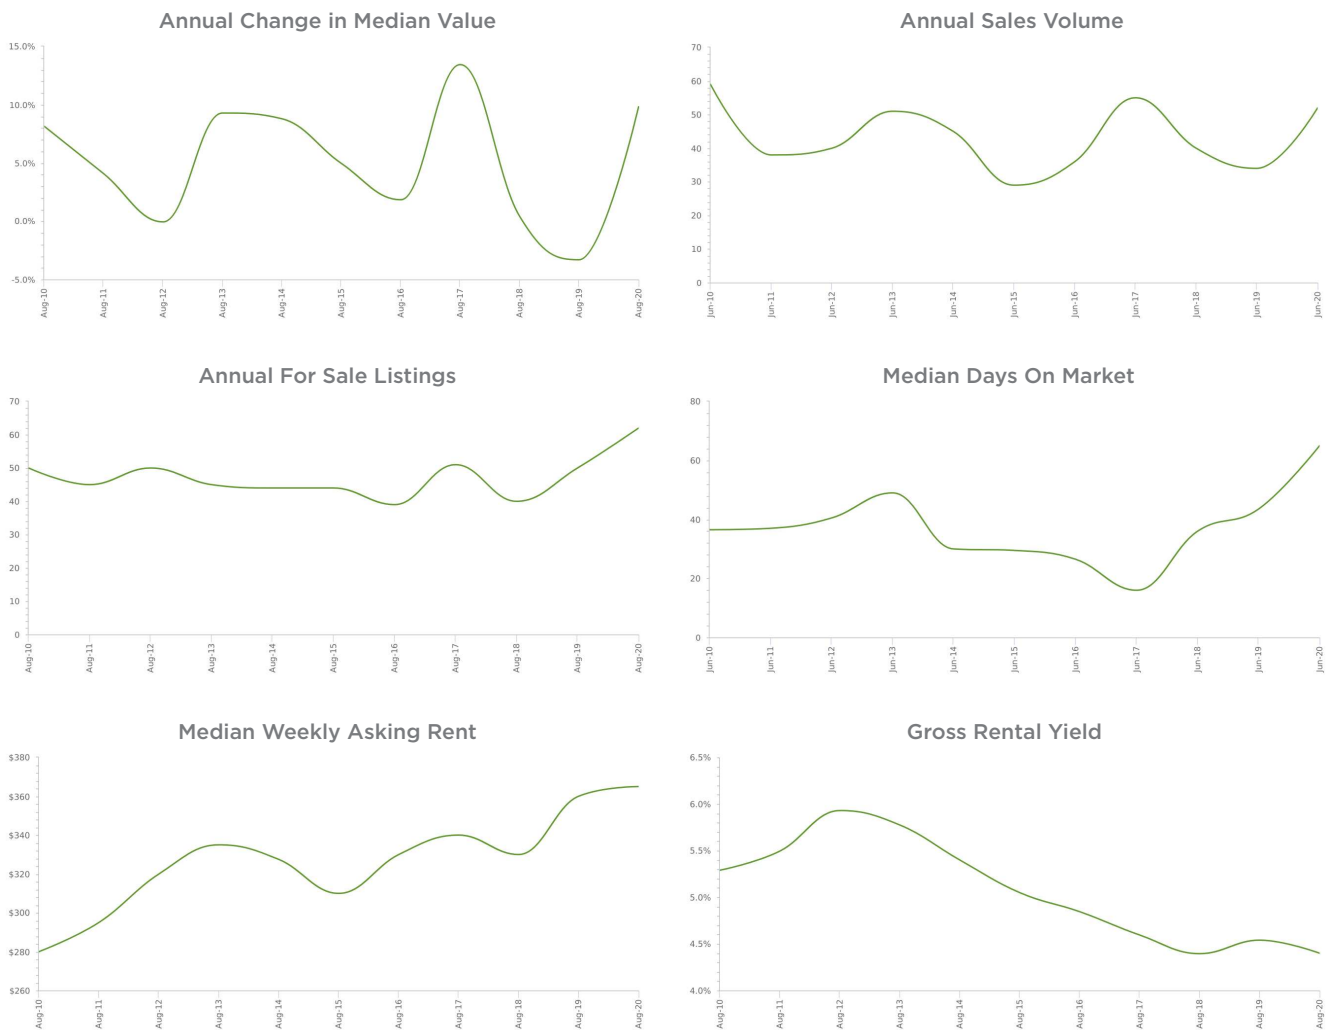 Annual Change in Median Value
15.0%
10.0%
5.0%
0.0%
-5.0%
Aug-10
Aug-11
Aug-12
Aug-13
Aug-14
Aug-15
Aug-16
Aug-17
Aug-18
Aug-19
Aug-20
Annual Sales Volume
70
60
50
40
30
20
10
0
Jun-10
Jun-11
Jun-12
Jun-13
Jun-14
Jun-15
Jun-16
Jun-17
Jun-18
Jun-19
Jun-20
Annual For Sale Listings
70
60
50
40
30
20
10
0
Aug-10
Aug-11
Aug-12
Aug-13
Aug-14
Aug-15
Aug-16
Aug-17
Aug-18
Aug-19
Aug-20
Median Days On Market
80
60
40
20
0
Jun-10
Jun-11
Jun-12
Jun-13
Jun-14
Jun-15
Jun-16
Jun-17
Jun-18
Jun-19
Jun-20
Median Weekly Asking Rent
$380
$360
$340
$320
$300
$280
$260
Aug-10
Aug-11
Aug-12
Aug-13
Aug-14
Aug-15
Aug-16
Aug-17
Aug-18
Aug-19
Aug-20
Gross Rental Yield
6.5%
6.0%
5.5%
5.0%
4.5%
4.0%
Aug-10
Aug-11
Aug-12
Aug-13
Aug-14
Aug-15
Aug-16
Aug-17
Aug-18
Aug-19
Aug-20